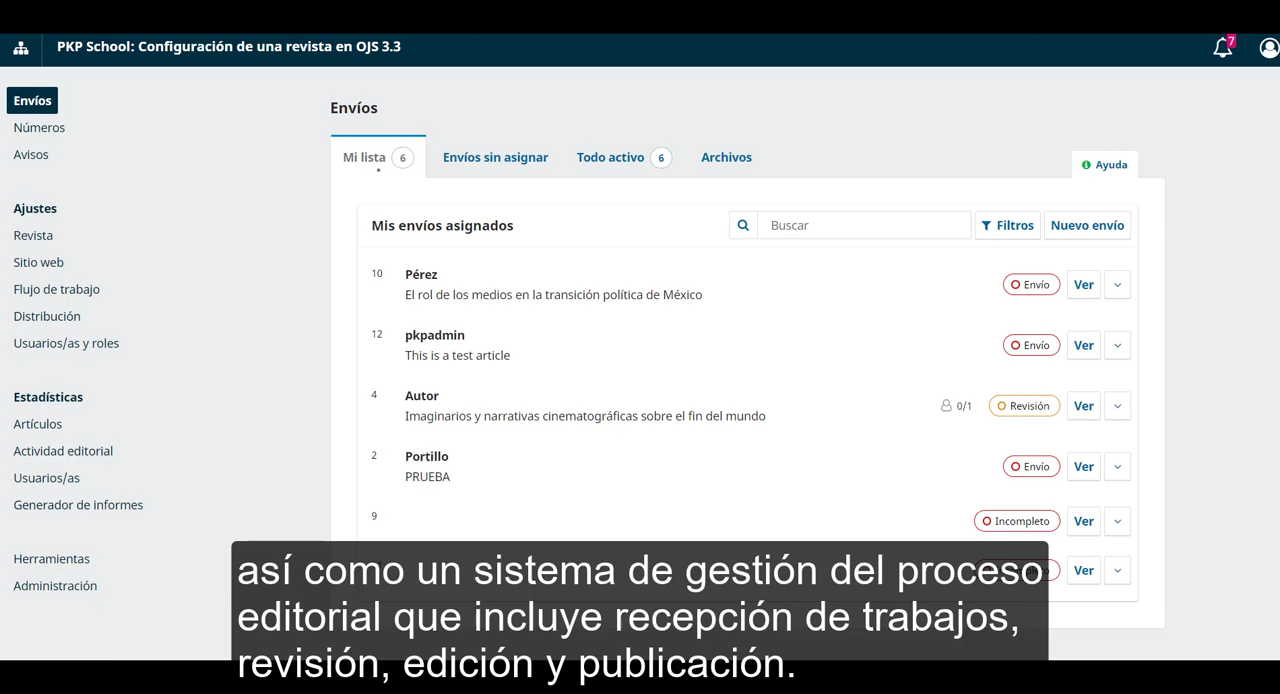 PKP School: Configuración de una revista en OJS 3.3
7
Envíos
Números
Avisos
Ajustes
Revista
Sitio web
Flujo de trabajo
Distribución
Usuarios/as y roles
Estadísticas
Artículos
Actividad editorial
Usuarios/as
Generador de informes
Herramientas
Administración
Envíos
Mi lista 6 Envíos sin asignar Todo activo 6 Archivos
Ayuda
Mis envíos asignados Buscar Filtros Nuevo envío
10 Pérez
El rol de los medios en la transición política de México
Envío Ver
12 pkpadmin
This is a test article
Envío Ver
4 Autor
Imaginarios y narrativas cinematográficas sobre el fin del mundo
0/1 Revisión Ver
2 Portillo
PRUEBA
Envío Ver
9 Incompleto Ver
Ver
así como un sistema de gestión del proceso
editorial que incluye recepción de trabajos,
revisión, edición y publicación.